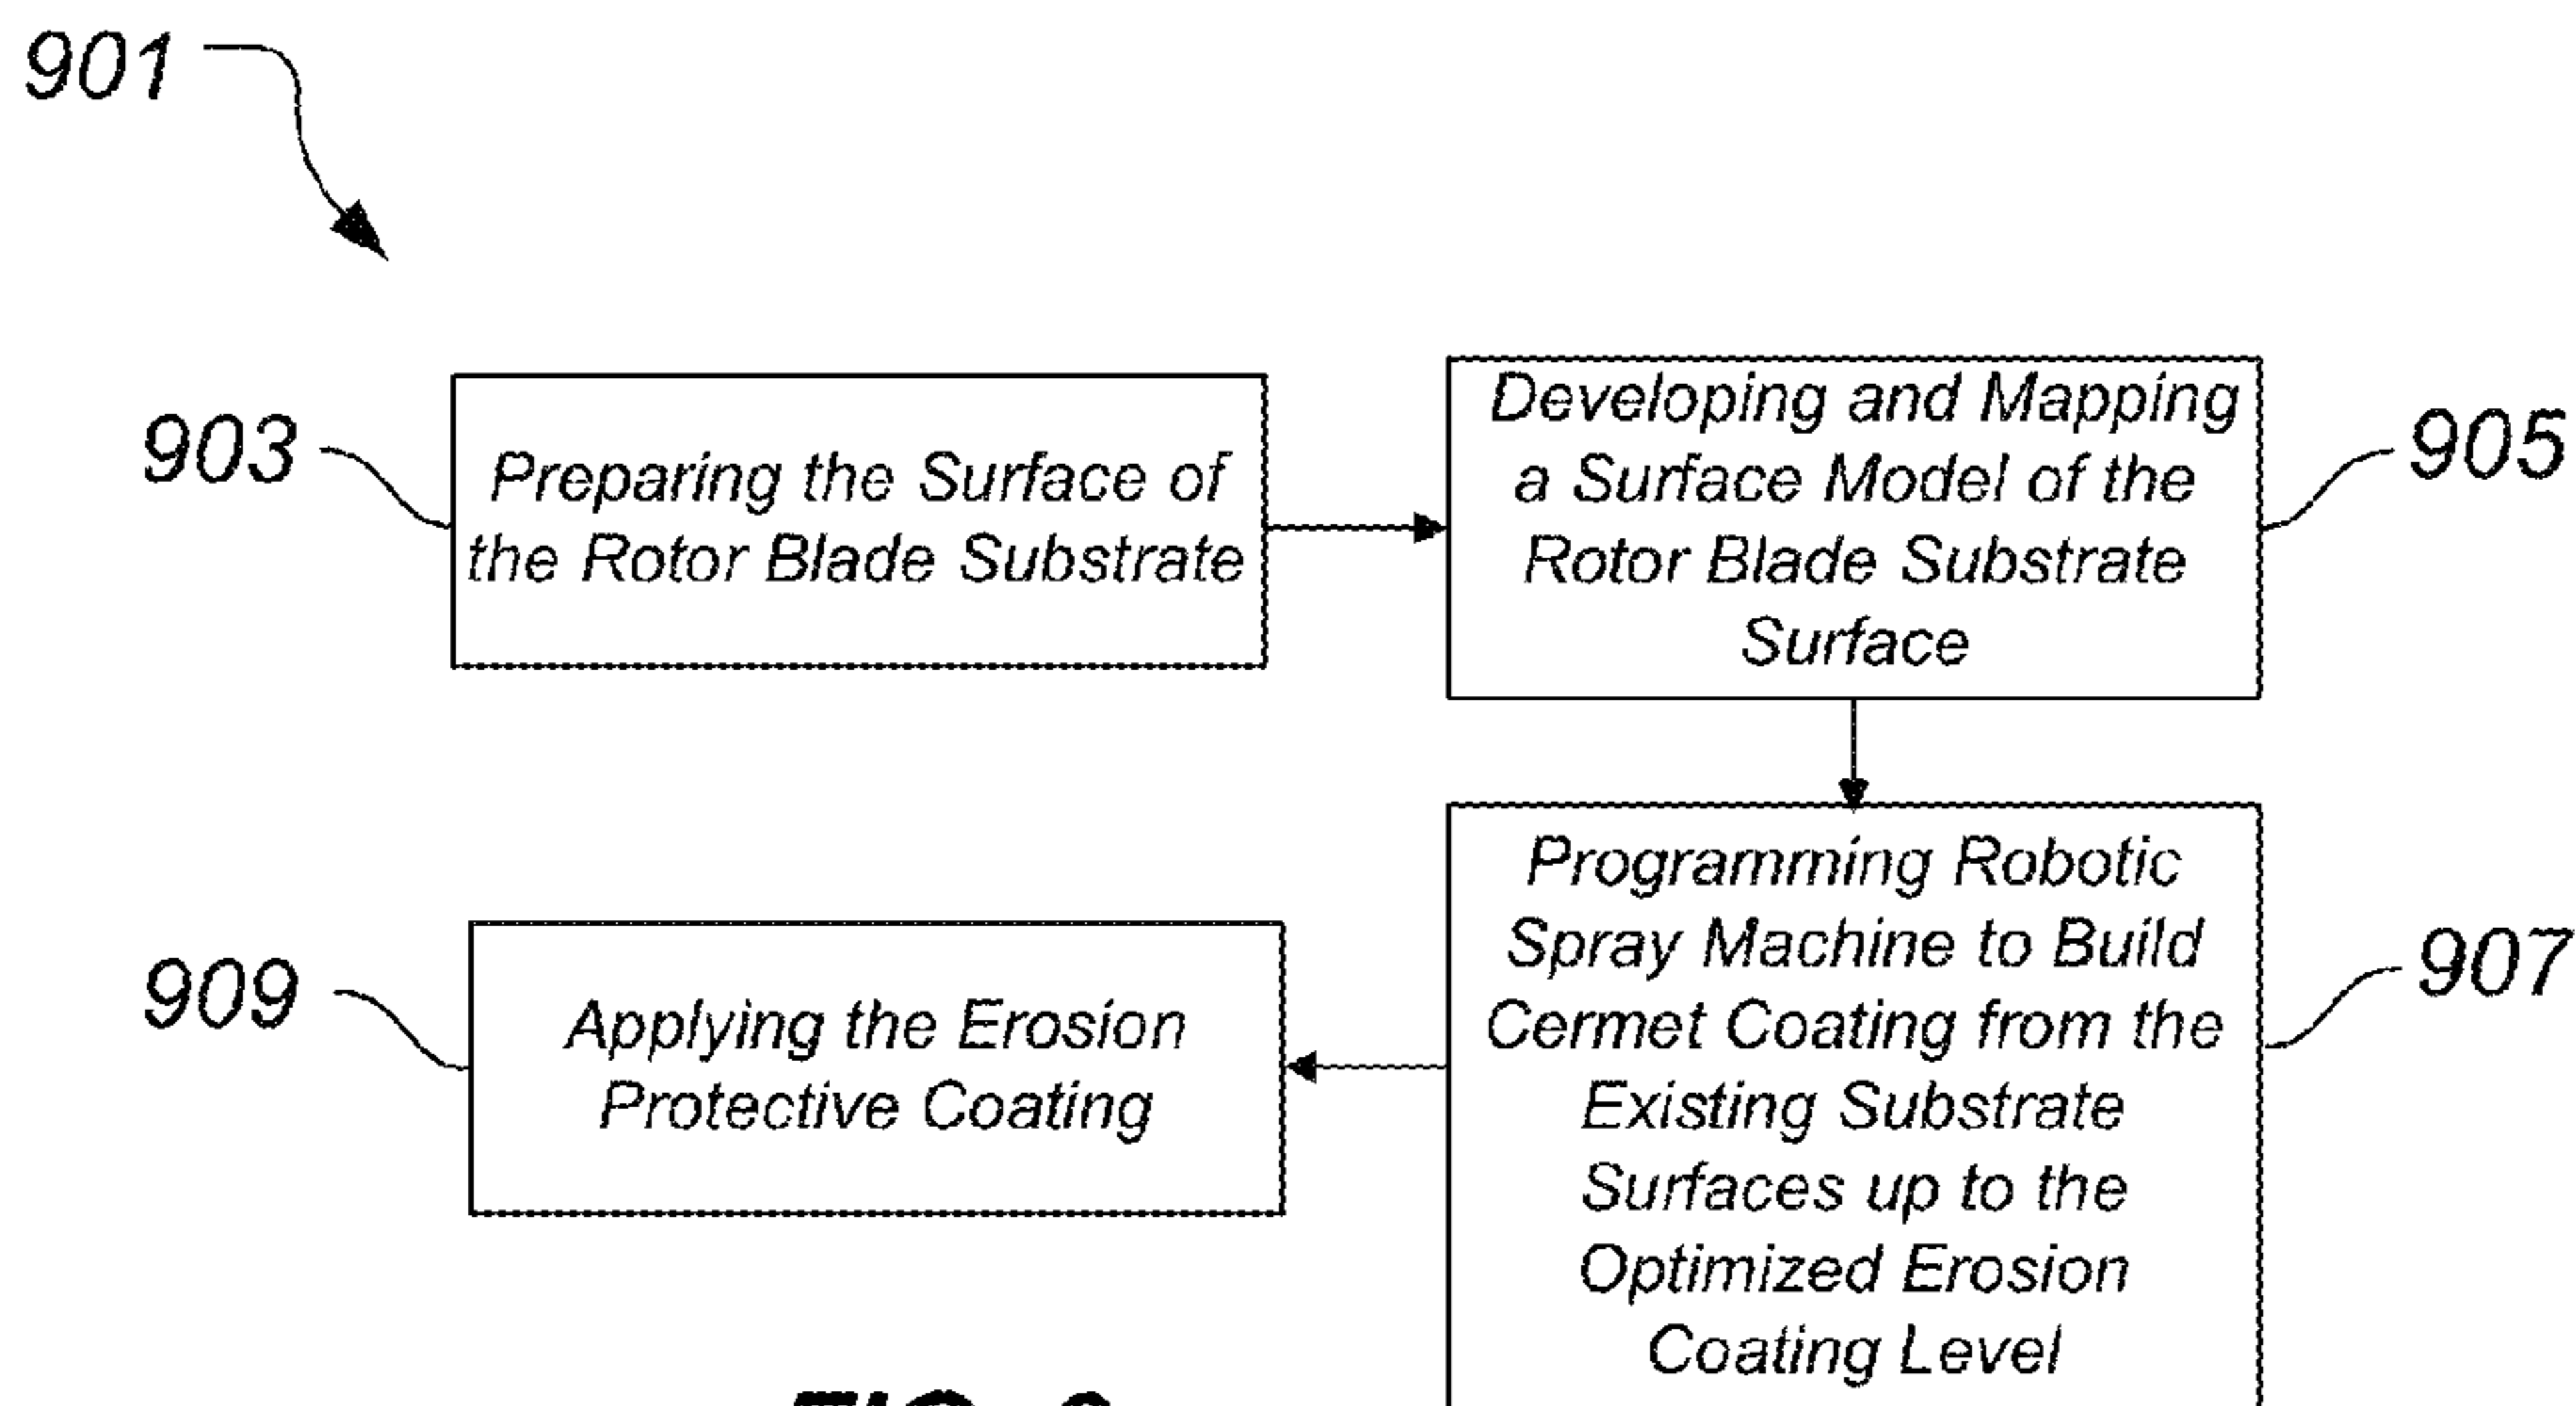 901
903
Preparing the Surface of
the Rotor Blade Substrate
Developing and Mapping
a Surface Model of the
Rotor Blade Substrate
Surface
905
Programming Robotic
Spray Machine to Build
Cermet Coating from the
Existing Substrate
Surfaces up to the
Optimized Erosion
Coating Level
907
909
Applying the Erosion
Protective Coating